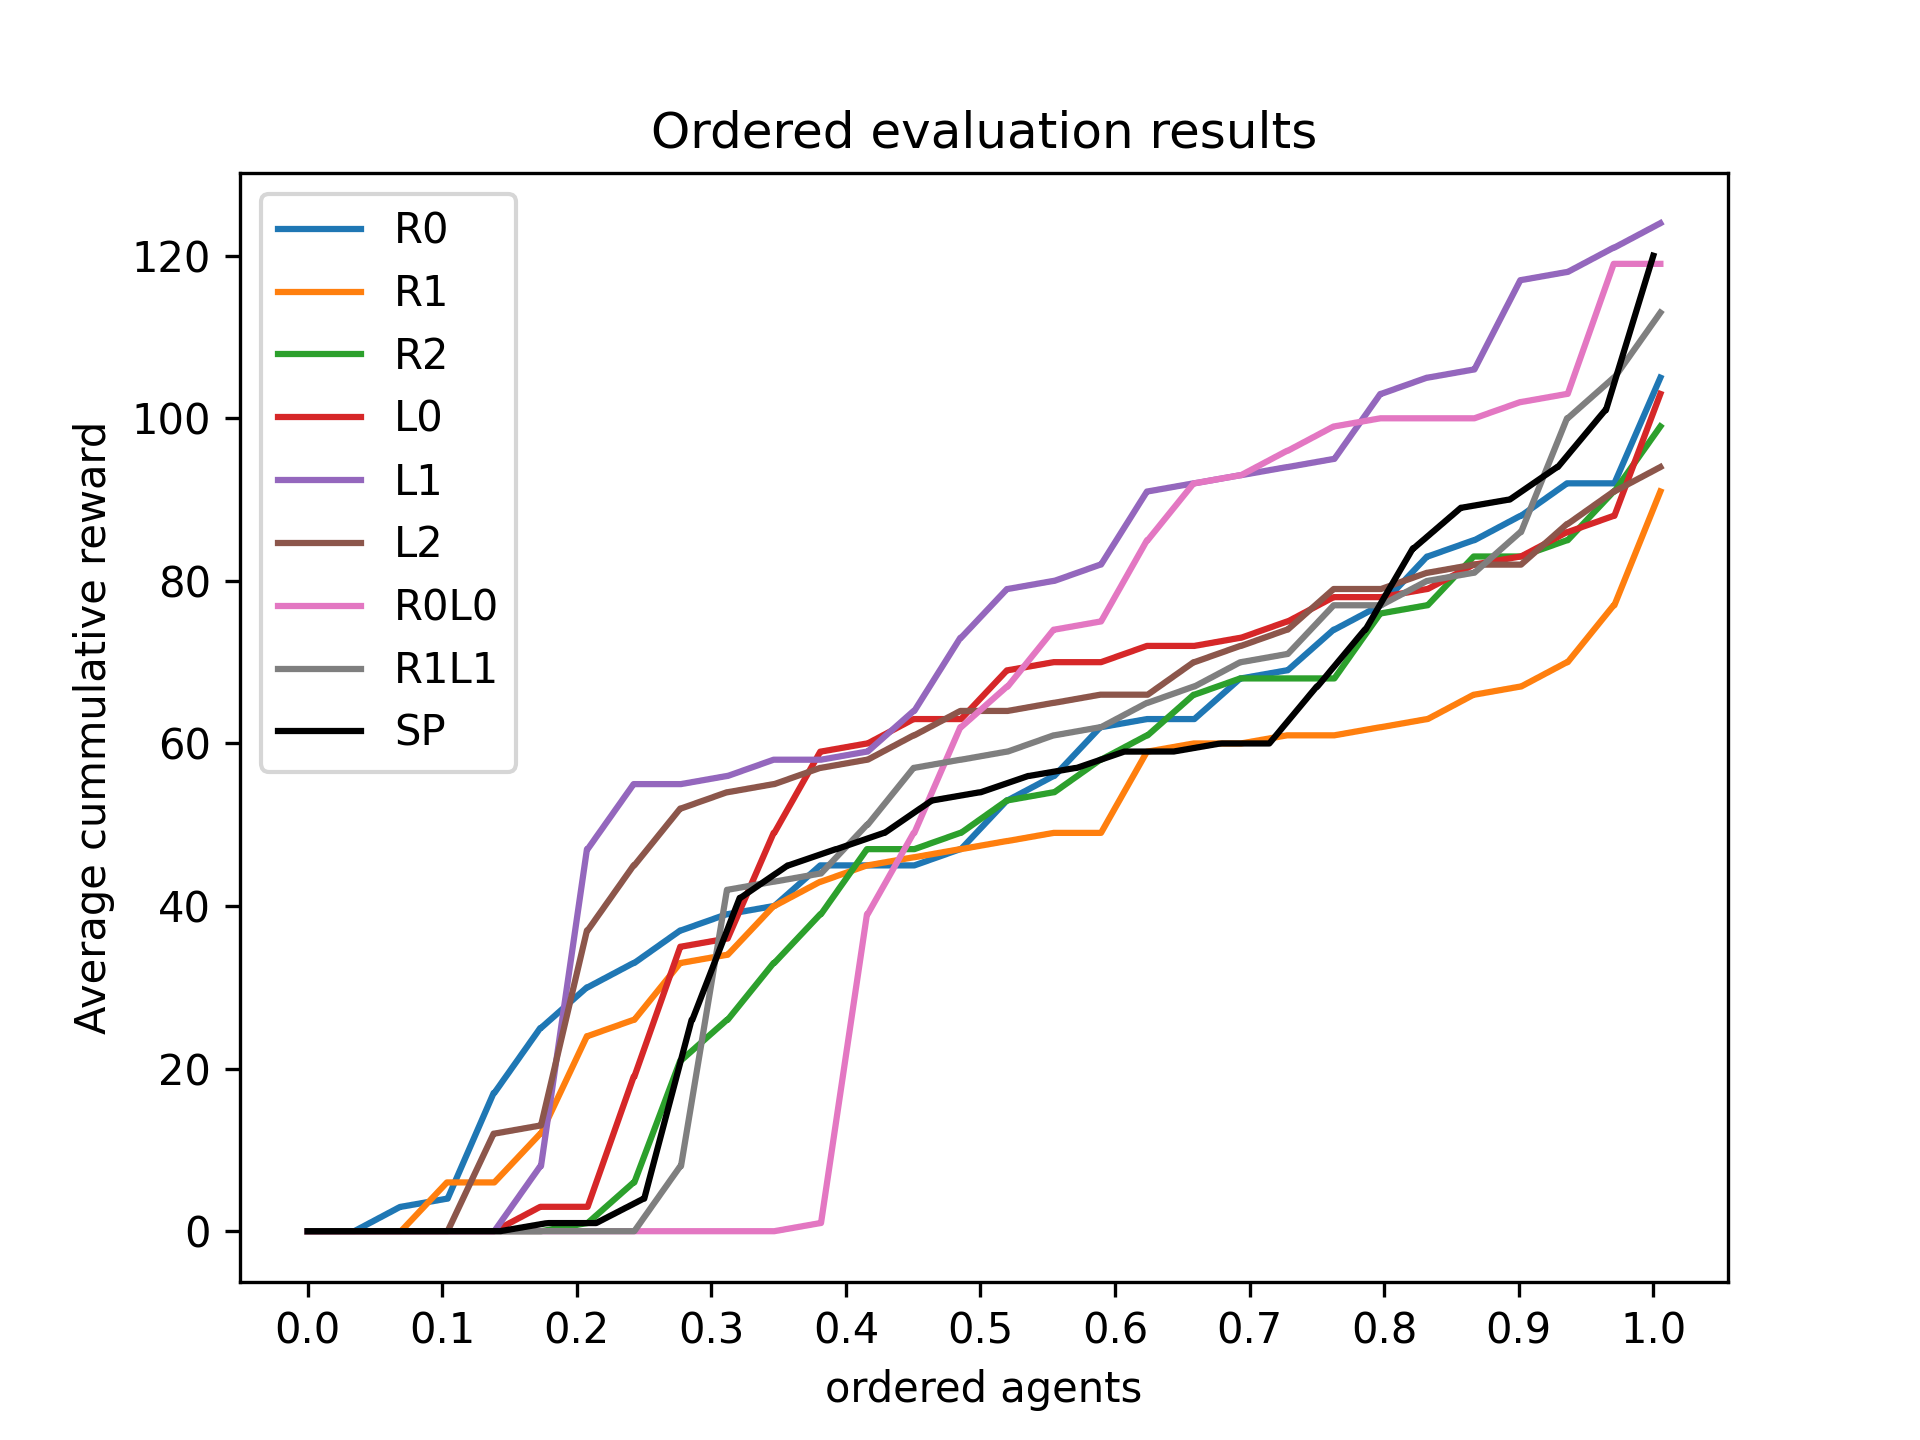 Ordered evaluation results
Average cummulative reward
120
100
80
60
40
20
0
R0
R1
R2
L0
L1
L2
R0L0
R1L1
SP
0.0 0.1 0.2 0.3 0.4 0.5 0.6 0.7 0.8 0.9 1.0
ordered agents